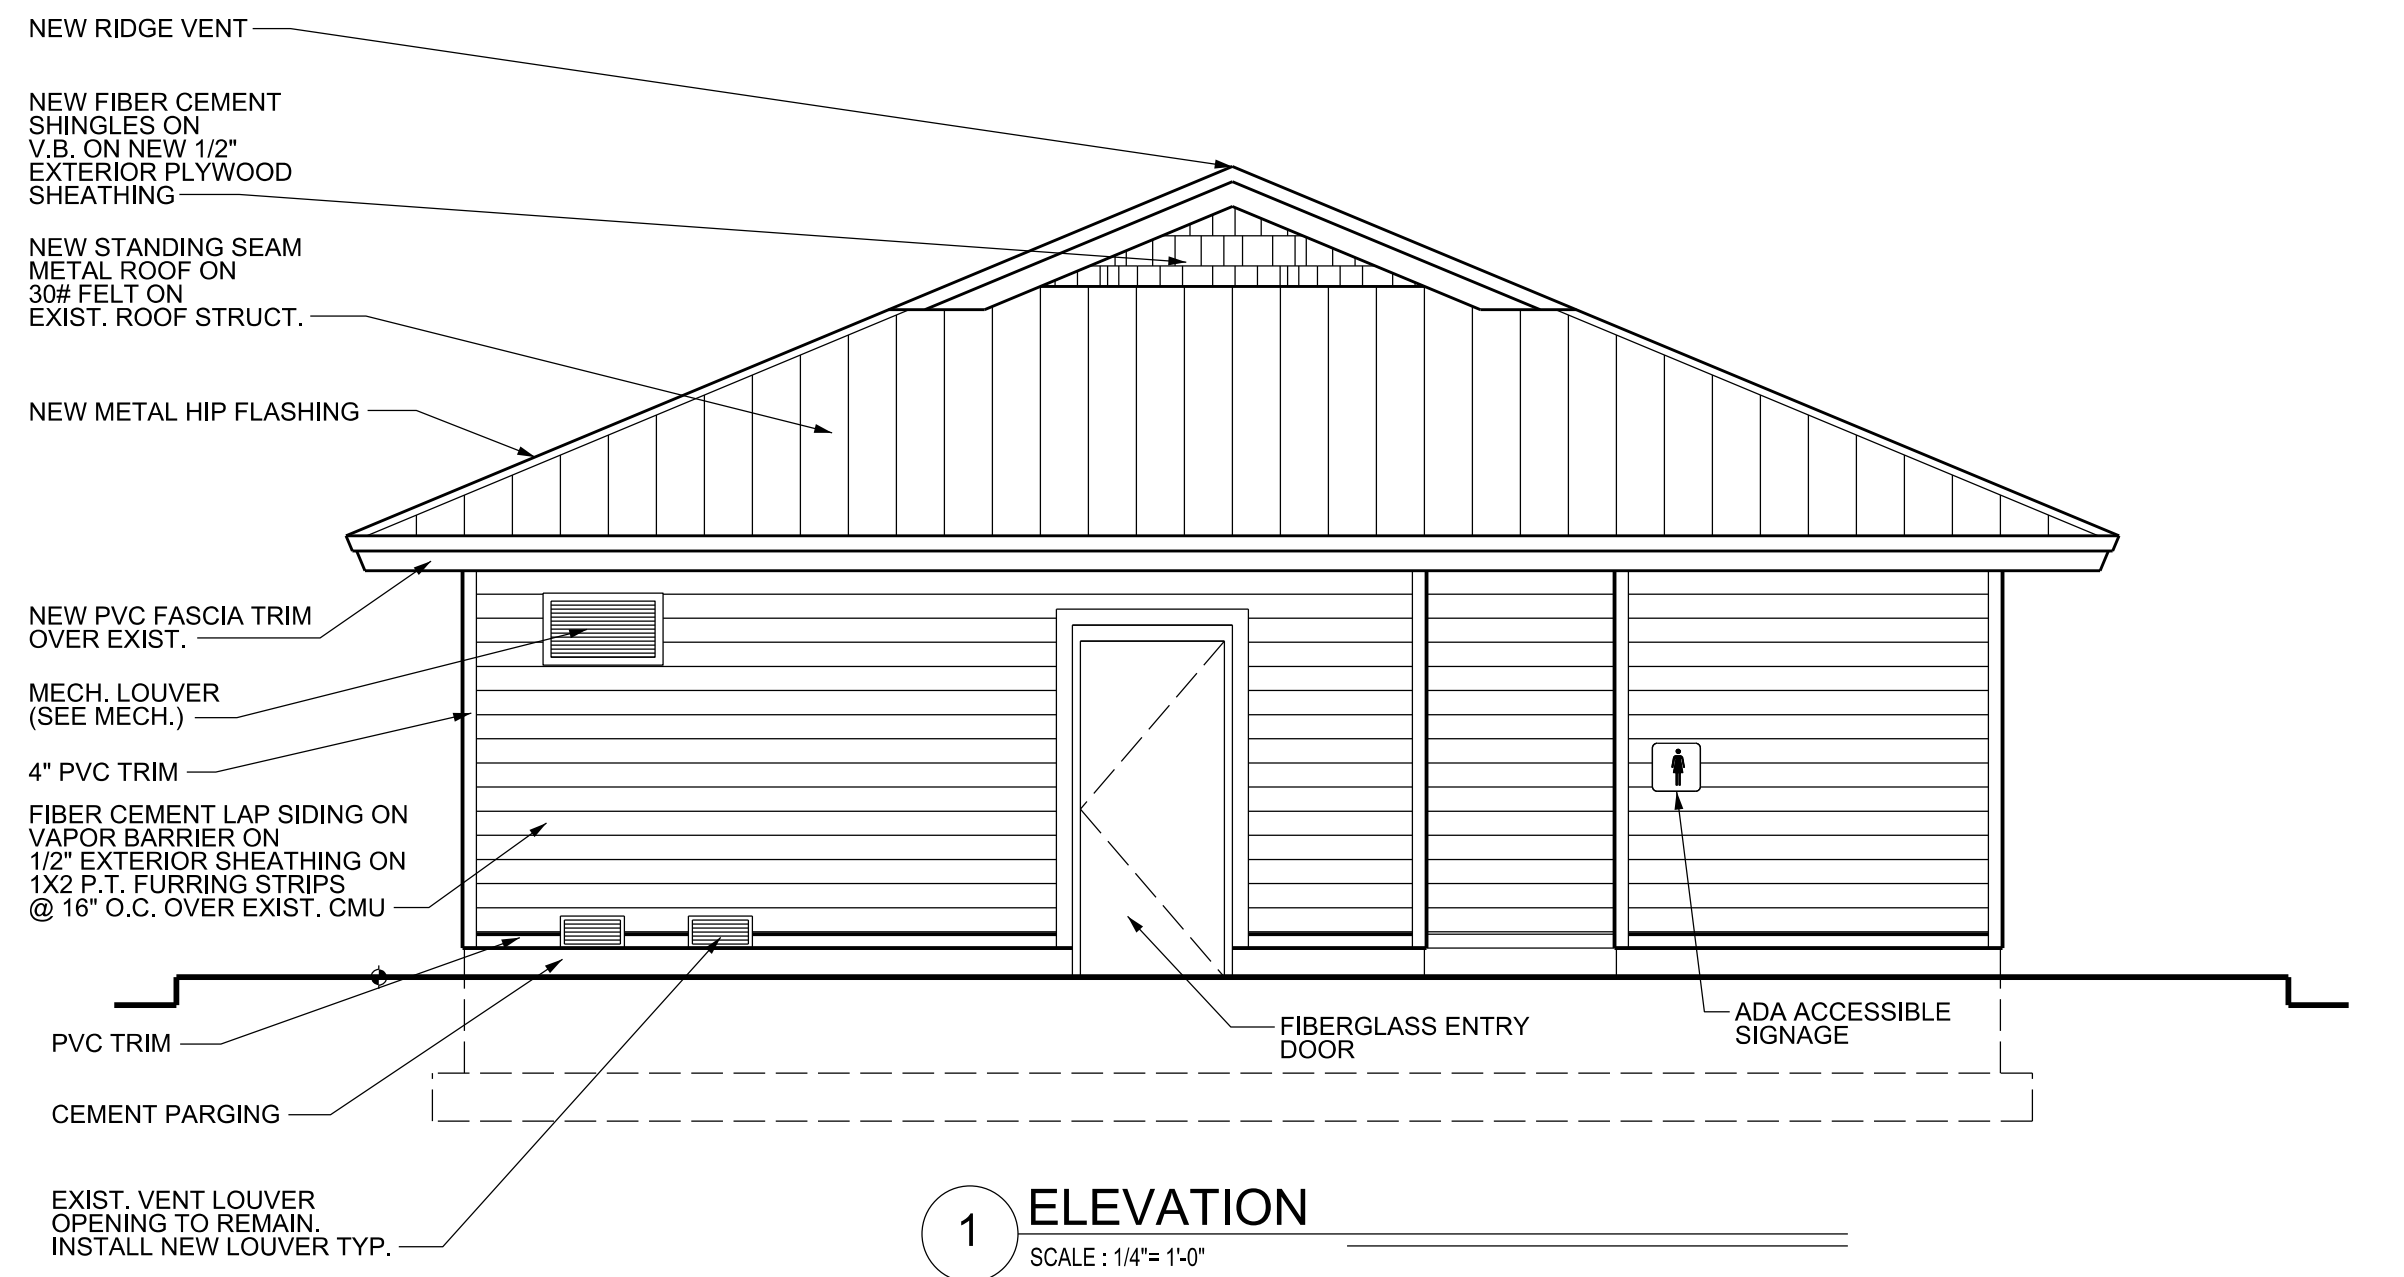 NEW RIDGE VENT
NEW FIBER CEMENT
SHINGLES ON
V.B. ON NEW 1/2"
EXTERIOR PLYWOOD
SHEATHING
NEW STANDING SEAM
METAL ROOF ON
30# FELT ON
EXIST. ROOF STRUCT.
NEW METAL HIP FLASHING
NEW PVC FASCIA TRIM
OVER EXIST.
MECH. LOUVER
(SEE MECH.)
4" PVC TRIM
FIBER CEMENT LAP SIDING ON
VAPOR BARRIER ON
1/2" EXTERIOR SHEATHING ON
1X2 P.T. FURRING STRIPS
@ 16" O.C. OVER EXIST. CMU
PVC TRIM
CEMENT PARGING
EXIST. VENT LOUVER
OPENING TO REMAIN.
INSTALL NEW LOUVER TYP.
FIBERGLASS ENTRY
DOOR
ADA ACCESSIBLE
SIGNAGE
1
ELEVATION
SCALE : 1/4"= 1'-0"